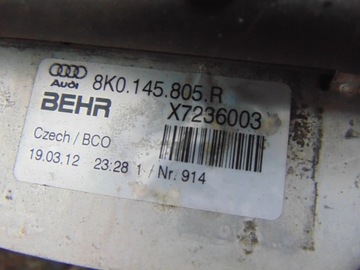 Audi 8K0.145.805.R
BEHR X7236003
Czech / BCO
19.03.12 23:28 1 / Nr. 914